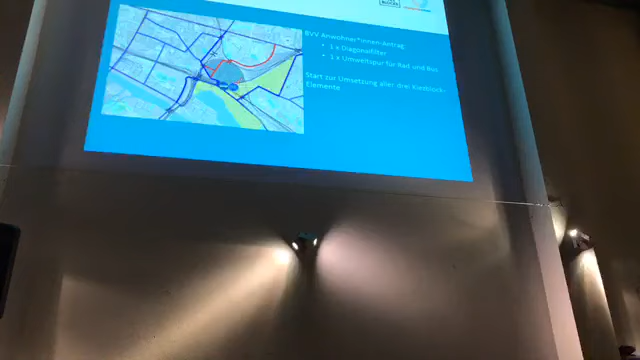 BVV Anwohner*innen-Antrag
• 1 x Diagonalfilter
• 1 x Umweltspur für Rad und Bus
Start zur Umsetzung aller drei Kiezblock-
Elemente